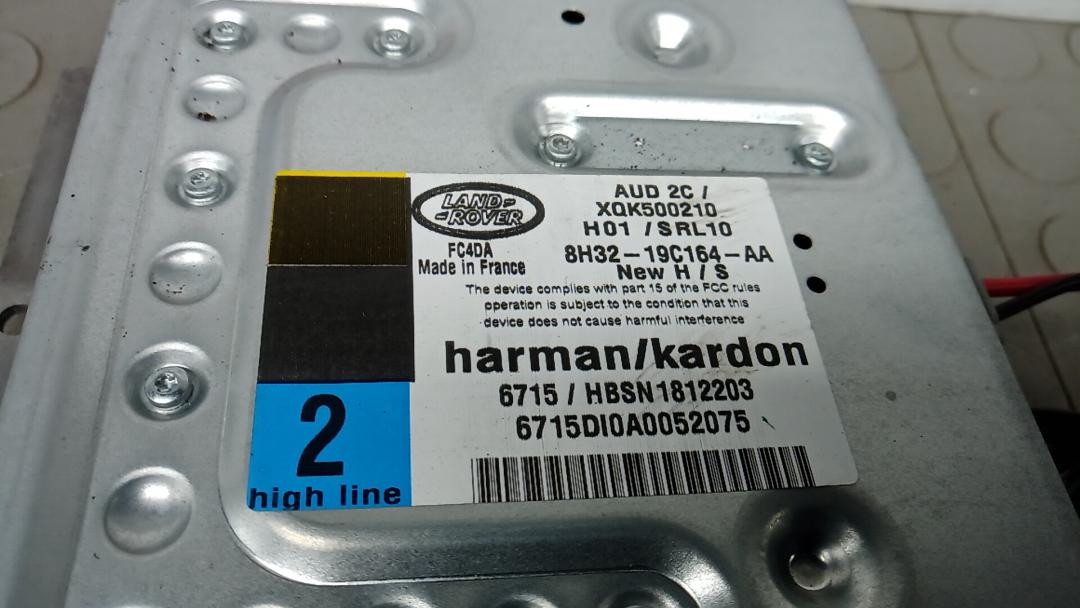 LAND-
-ROVER
FC4DA
Made in France
AUD 2C /
XQK500210
H01 / SRL10
8H32-19C164-AA
New H / S
The device complies with part 15 of the FCC rules
operation is subject to the condition that this
device does not cause harmful interference
harman/kardon
6715 / HBSN1812203
6715DI0A0052075
2
high line